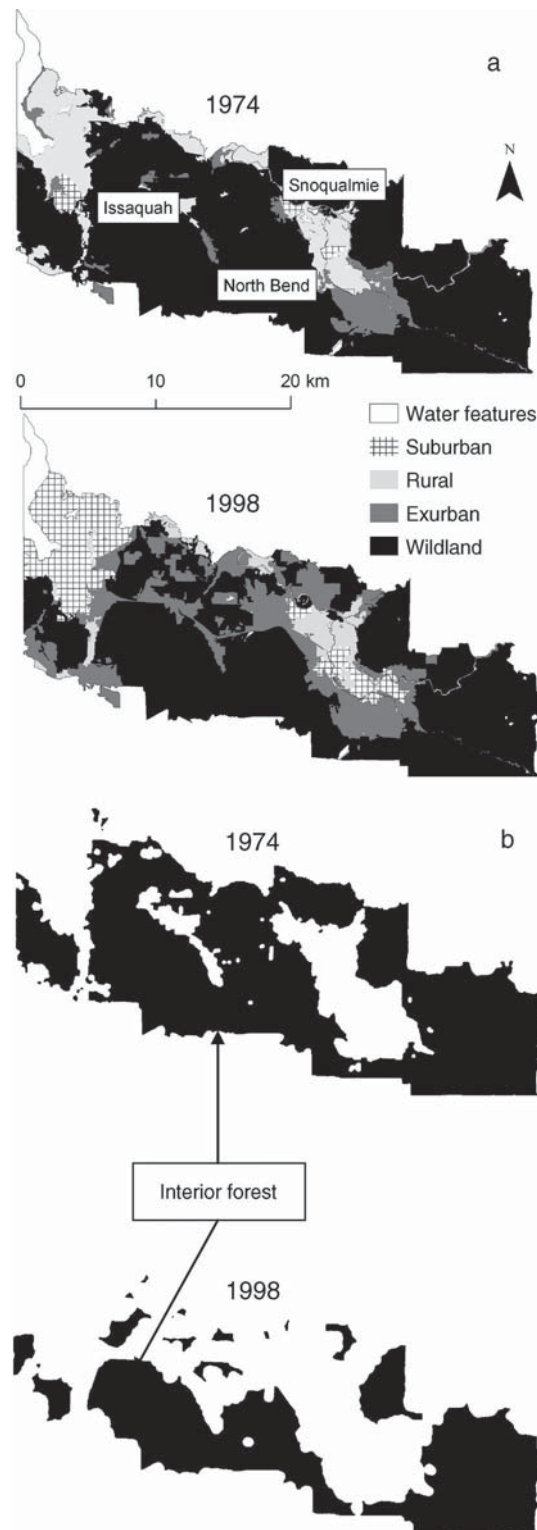 a
1974
N
Snoqualmie
Issaquah
North Bend
0 10 20 km
Water features
Suburban
Rural
Exurban
Wildland
1998
1974
b
Interior forest
1998